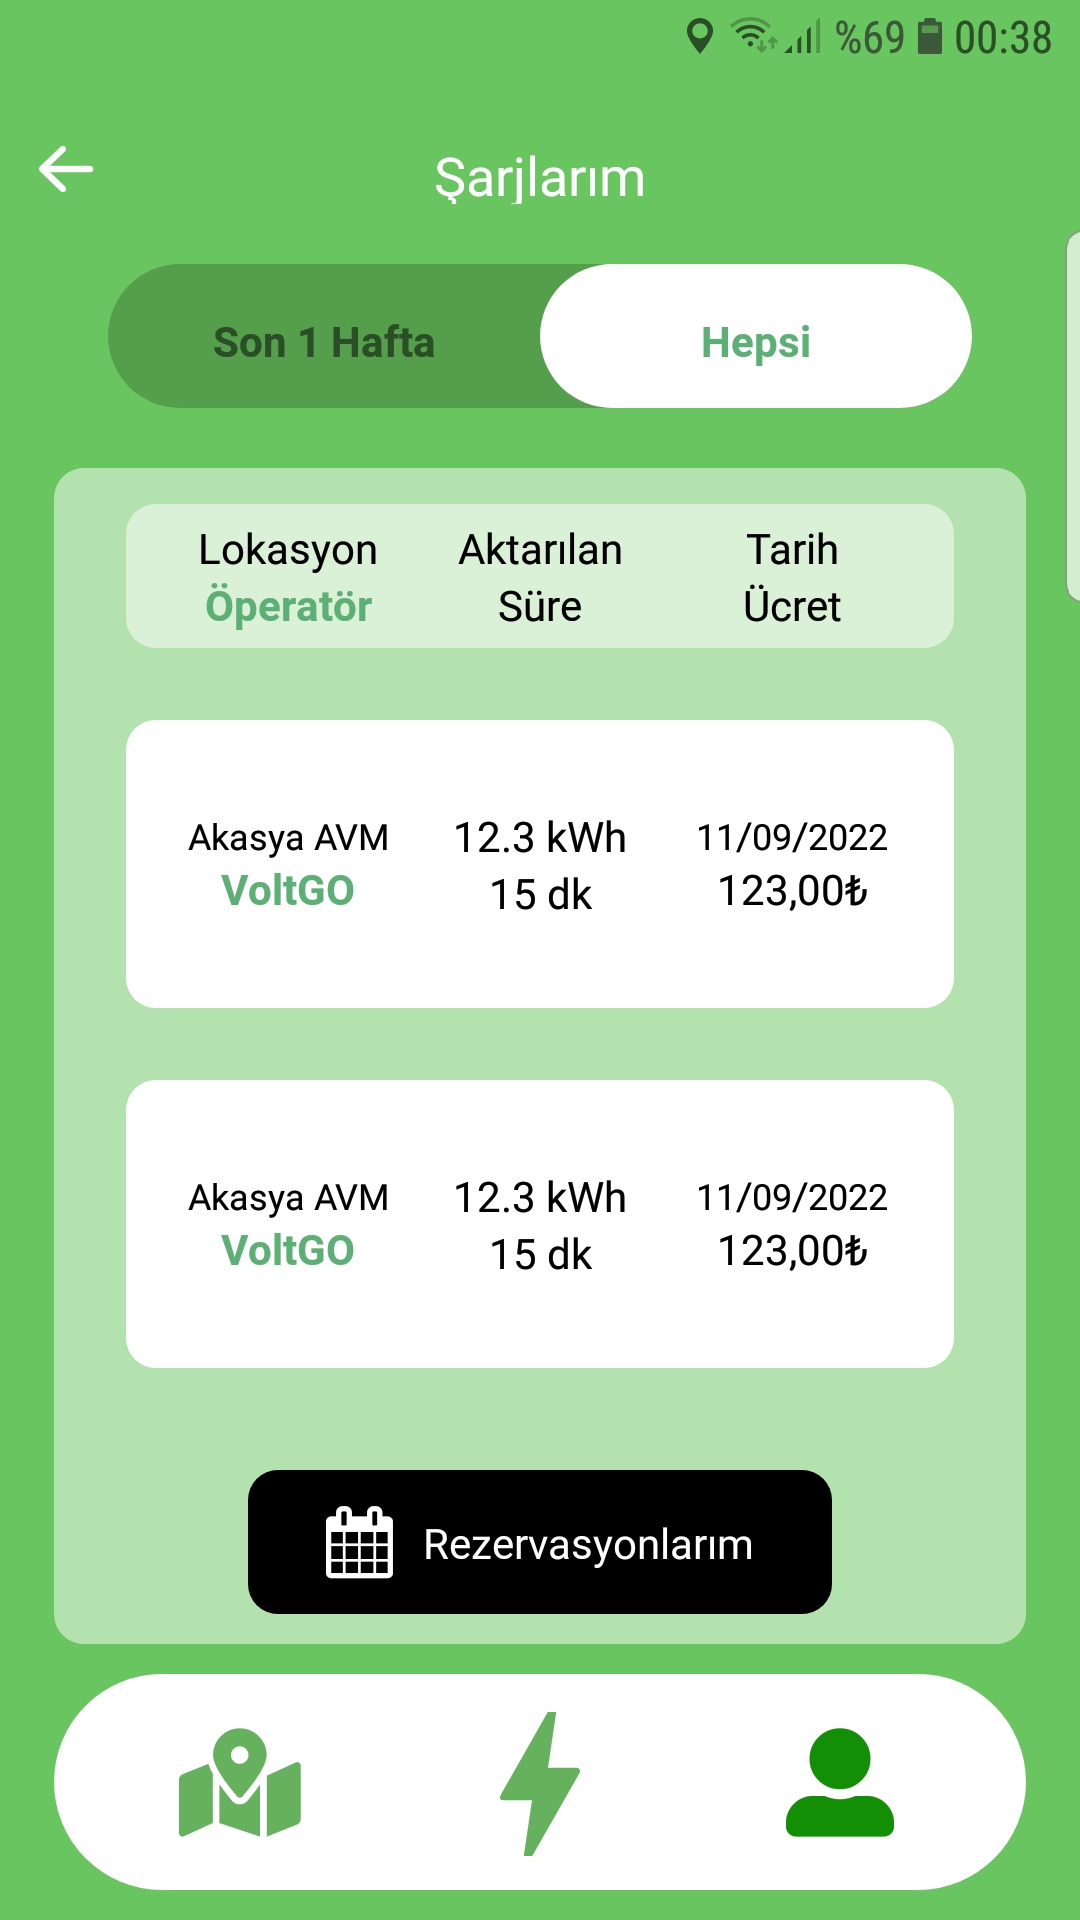 %69 00:38
Şarjlarım
Son 1 Hafta Hepsi
Lokasyon Aktarılan Tarih
Öperatör Süre Ücret
Akasya AVM 12.3 kWh 11/09/2022
VoltGO 15 dk 123,00₺
Akasya AVM 12.3 kWh 11/09/2022
VoltGO 15 dk 123,00₺
Rezervasyonlarım